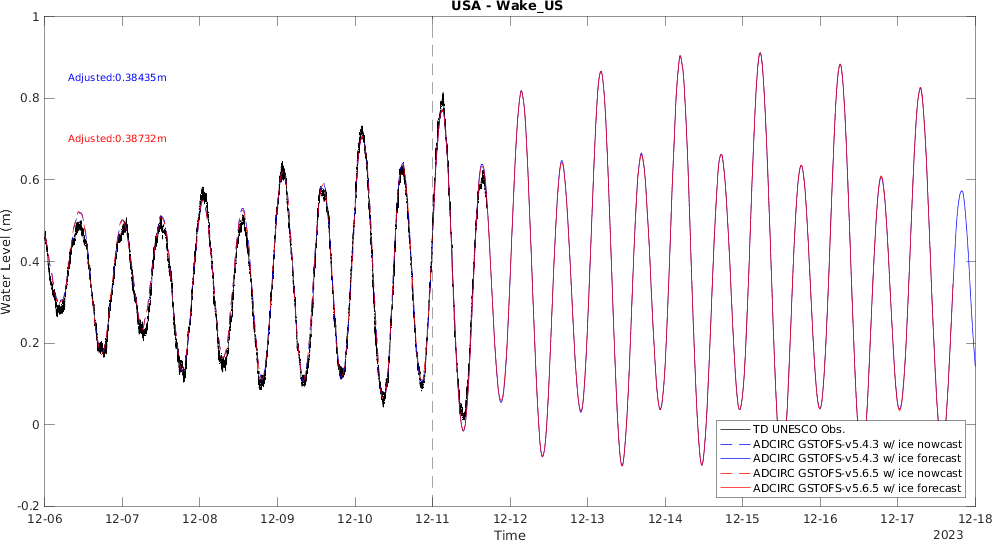 USA - Wake_US
Adjusted:0.38435m
Adjusted:0.38732m
Water Level (m)
1
0.8
0.6
0.4
0.2
0
-0.2
TD UNESCO Obs.
ADCIRC GSTOFS-v5.4.3 w/ ice nowcast
ADCIRC GSTOFS-v5.4.3 w/ ice forecast
ADCIRC GSTOFS-v5.6.5 w/ ice nowcast
ADCIRC GSTOFS-v5.6.5 w/ ice forecast
12-06 12-07 12-08 12-09 12-10 12-11 12-12 12-13 12-14 12-15 12-16 12-17 12-18
Time
2023